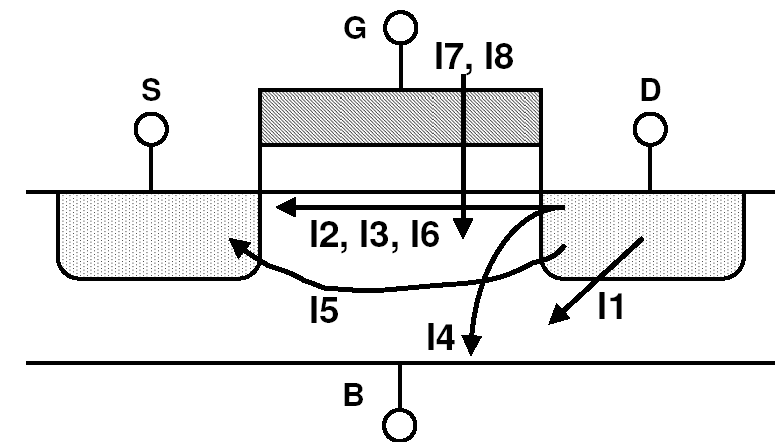 G
I7, I8
S
D
I2, I3, I6
I5
I1
I4
B